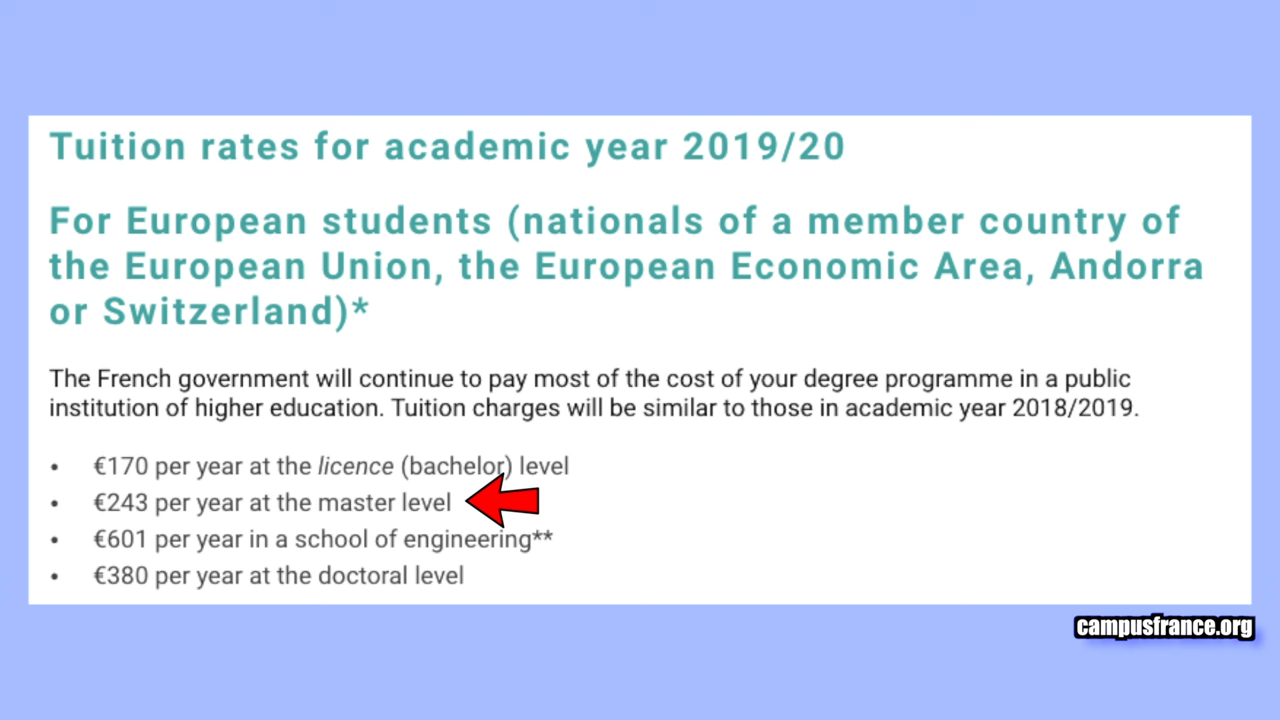 Tuition rates for academic year 2019/20
For European students (nationals of a member country of
the European Union, the European Economic Area, Andorra
or Switzerland)*
The French government will continue to pay most of the cost of your degree programme in a public
institution of higher education. Tuition charges will be similar to those in academic year 2018/2019.
• €170 per year at the licence (bachelor) level
• €243 per year at the master level
• €601 per year in a school of engineering**
• €380 per year at the doctoral level
campusfrance.org